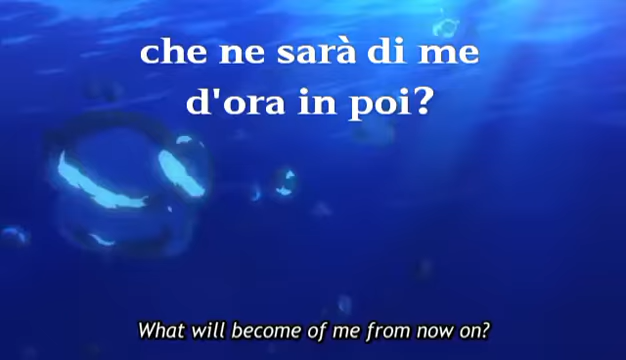 che ne sarà di me
d'ora in poi?
What will become of me from now on?